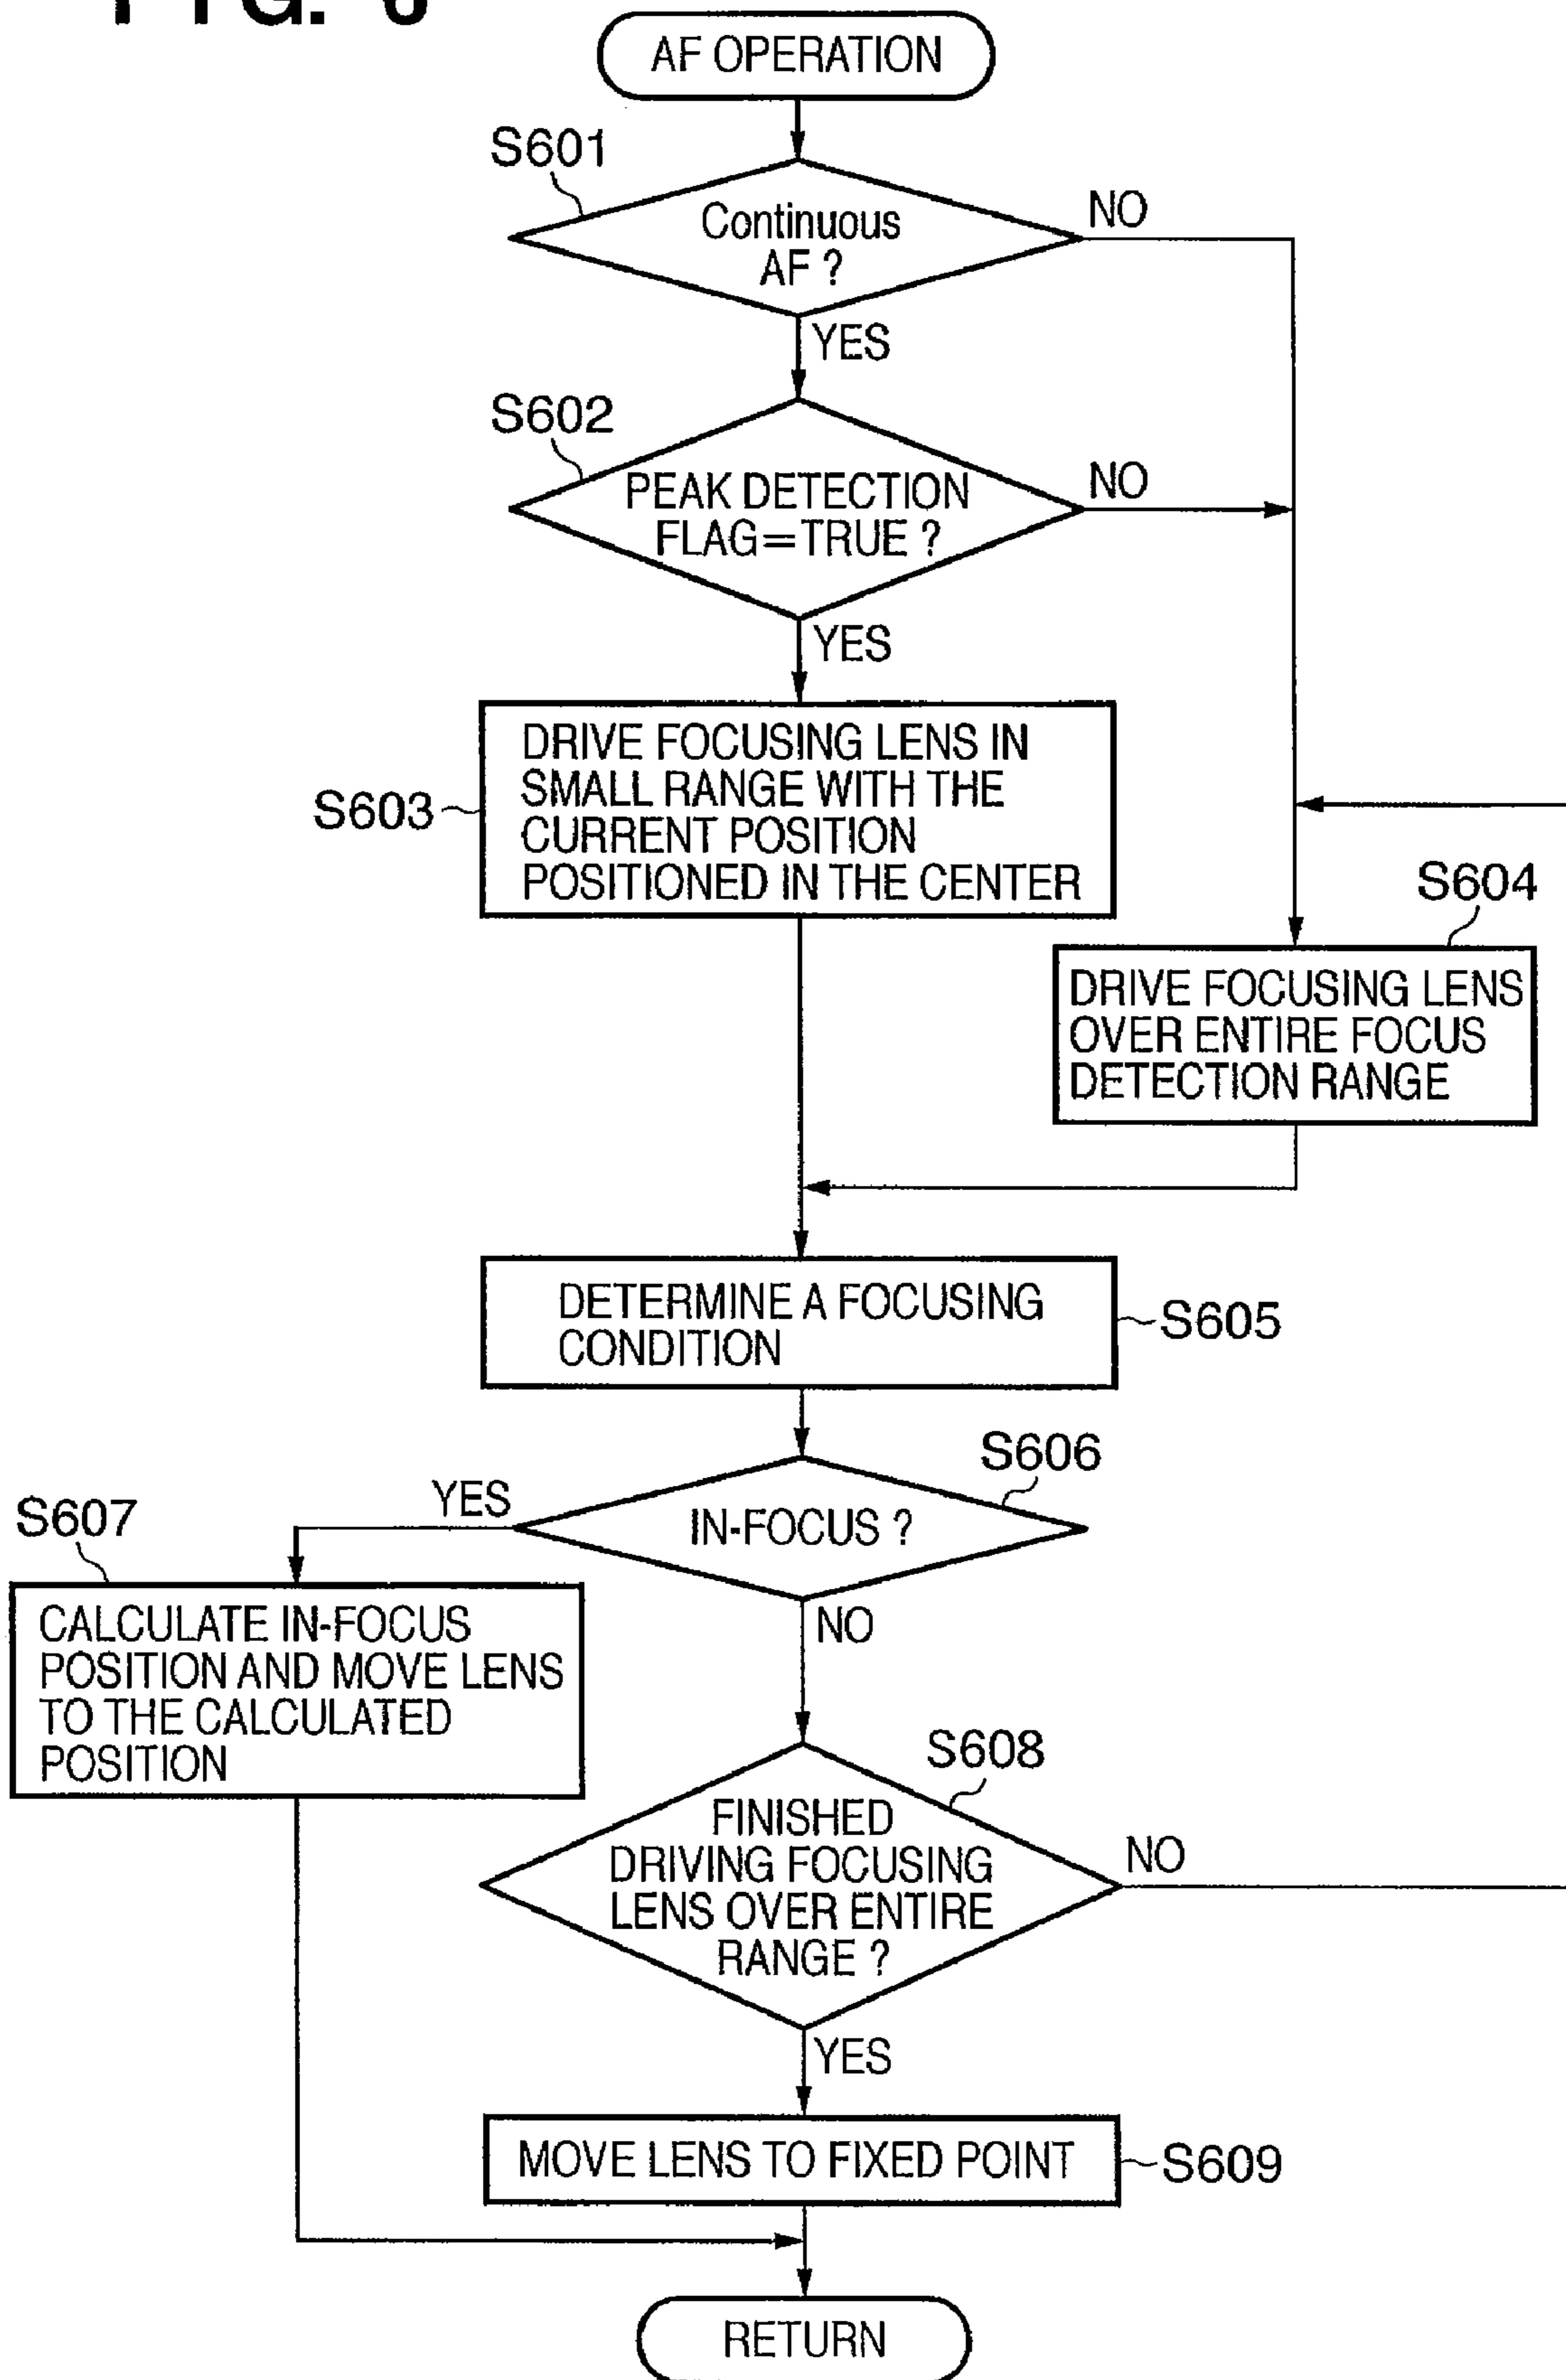 AF OPERATION
S601
Continuous
AF ?
NO
YES
S602
PEAK DETECTION
FLAG=TRUE ?
NO
YES
S603
DRIVE FOCUSING LENS IN
SMALL RANGE WITH THE
CURRENT POSITION
POSITIONED IN THE CENTER
S604
DRIVE FOCUSING LENS
OVER ENTIRE FOCUS
DETECTION RANGE
DETERMINE A FOCUSING
CONDITION
S605
S606
IN-FOCUS ?
YES
NO
S607
CALCULATE IN-FOCUS
POSITION AND MOVE LENS
TO THE CALCULATED
POSITION
S608
FINISHED
DRIVING FOCUSING
LENS OVER ENTIRE
RANGE ?
NO
YES
MOVE LENS TO FIXED POINT
S609
RETURN